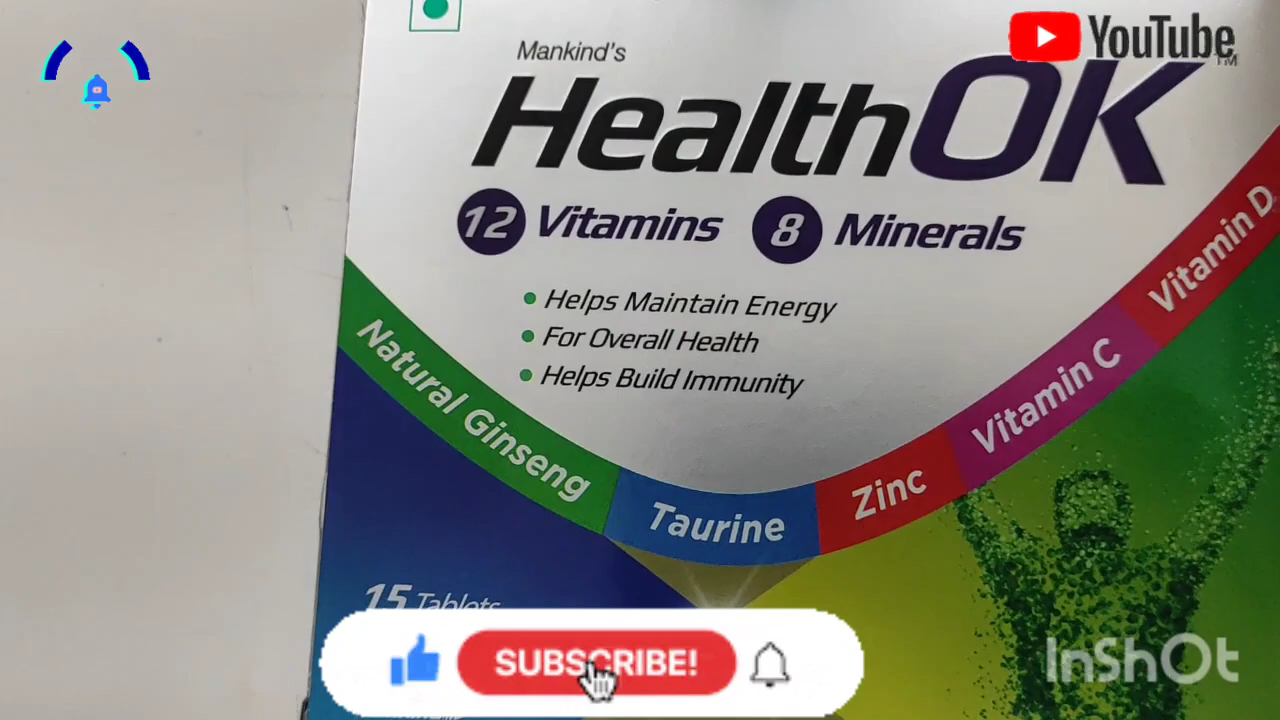 YouTube
Mankind's
HealthOK
TM
12 Vitamins 8 Minerals
Helps Maintain Energy
For Overall Health
Helps Build Immunity
Natural Ginseng
Taurine
Zinc
Vitamin C
Vitamin D
15 Tablets
SUBSCRIBE!
InShOt